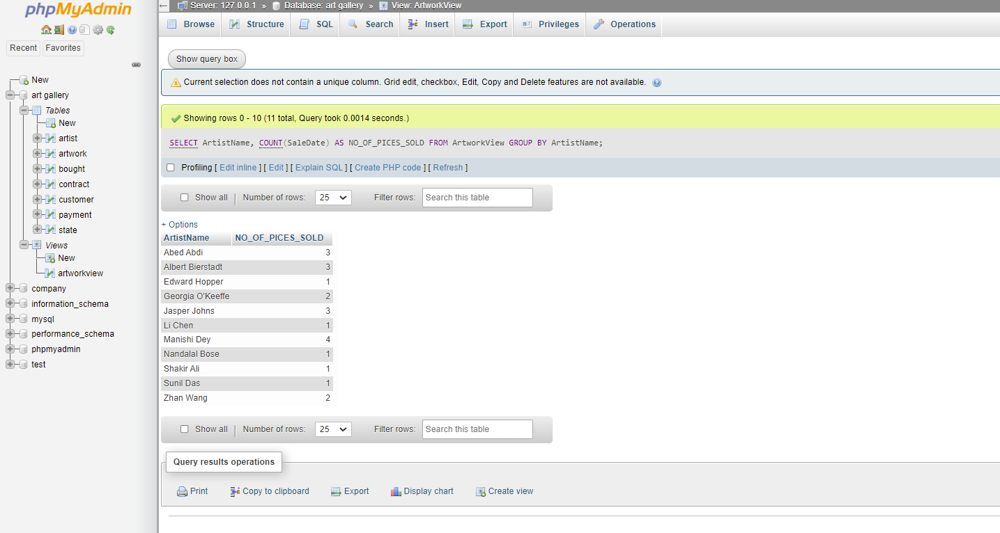 phpMyAdmin
Recent Favorites
New
art gallery
Tables
New
artist
artwork
bought
contract
customer
payment
state
Views
New
artworkview
company
information_schema
mysql
performance_schema
phpmyadmin
test
Server: 127.0.0.1 » Database: art gallery » View: ArtworkView
Browse Structure SQL Search Insert Export Privileges Operations
Show query box
Current selection does not contain a unique column. Grid edit, checkbox, Edit, Copy and Delete features are not available.
Showing rows 0 - 10 (11 total, Query took 0.0014 seconds.)
SELECT ArtistName, COUNT(SaleDate) AS NO_OF_PICES_SOLD FROM ArtworkView GROUP BY ArtistName;
Profiling [ Edit inline ] [ Edit ] [ Explain SQL ] [ Create PHP code ] [ Refresh ]
Show all | Number of rows: 25 Filter rows: Search this table
+ Options
ArtistName NO_OF_PICES_SOLD
Abed Abdi 3
Albert Bierstadt 3
Edward Hopper 1
Georgia O'Keeffe 2
Jasper Johns 3
Li Chen 1
Manishi Dey 4
Nandalal Bose 1
Shakir Ali 1
Sunil Das 1
Zhan Wang 2
Show all | Number of rows: 25 Filter rows: Search this table
Query results operations
Print Copy to clipboard Export Display chart Create view